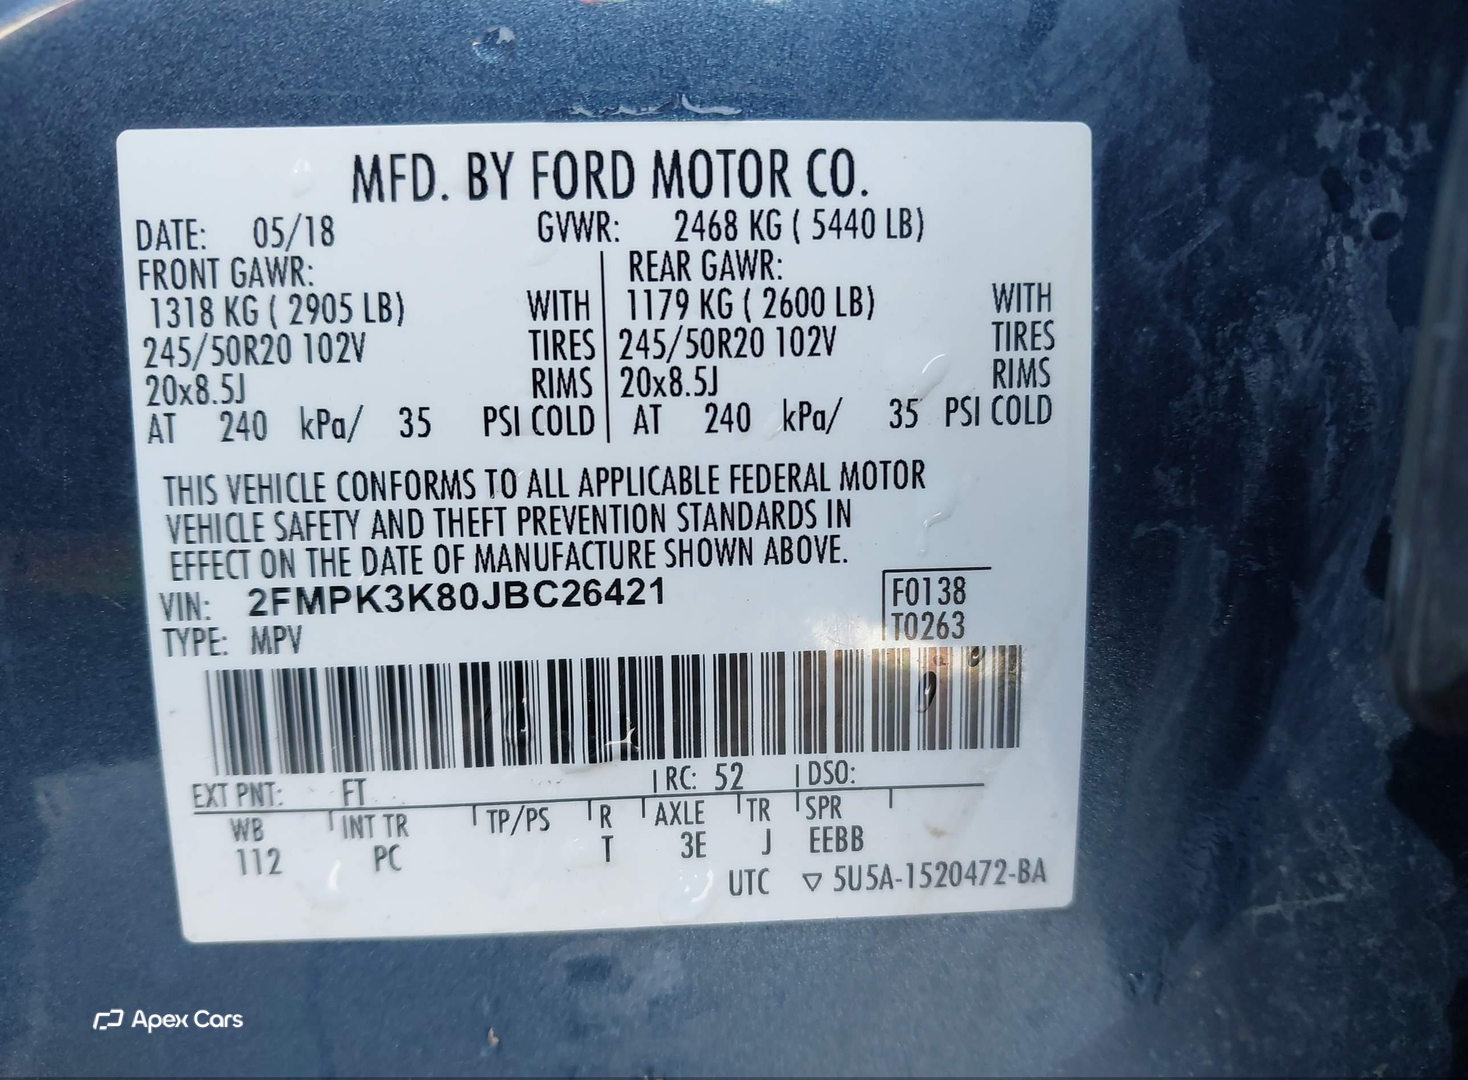 MFD. BY FORD MOTOR CO.
DATE: 05/18 GVWR: 2468 KG ( 5440 LB)
FRONT GAWR: REAR GAWR:
1318 KG ( 2905 LB) WITH 1179 KG ( 2600 LB) WITH
245/50R20 102V TIRES 245/50R20 102V TIRES
20x8.5J RIMS 20x8.5J RIMS
AT 240 kPa/ 35 PSI COLD AT 240 kPa/ 35 PSI COLD
THIS VEHICLE CONFORMS TO ALL APPLICABLE FEDERAL MOTOR
VEHICLE SAFETY AND THEFT PREVENTION STANDARDS IN
EFFECT ON THE DATE OF MANUFACTURE SHOWN ABOVE.
VIN: 2FMPK3K80JBC26421 F0138
TYPE: MPV T0263
EXT PNT: FT RC: 52 DSO:
WB INT TR TP/PS R AXLE TR SPR
112 PC T 3E J EEBB
UTC ▽ 5U5A-1520472-BA
Apex Cars